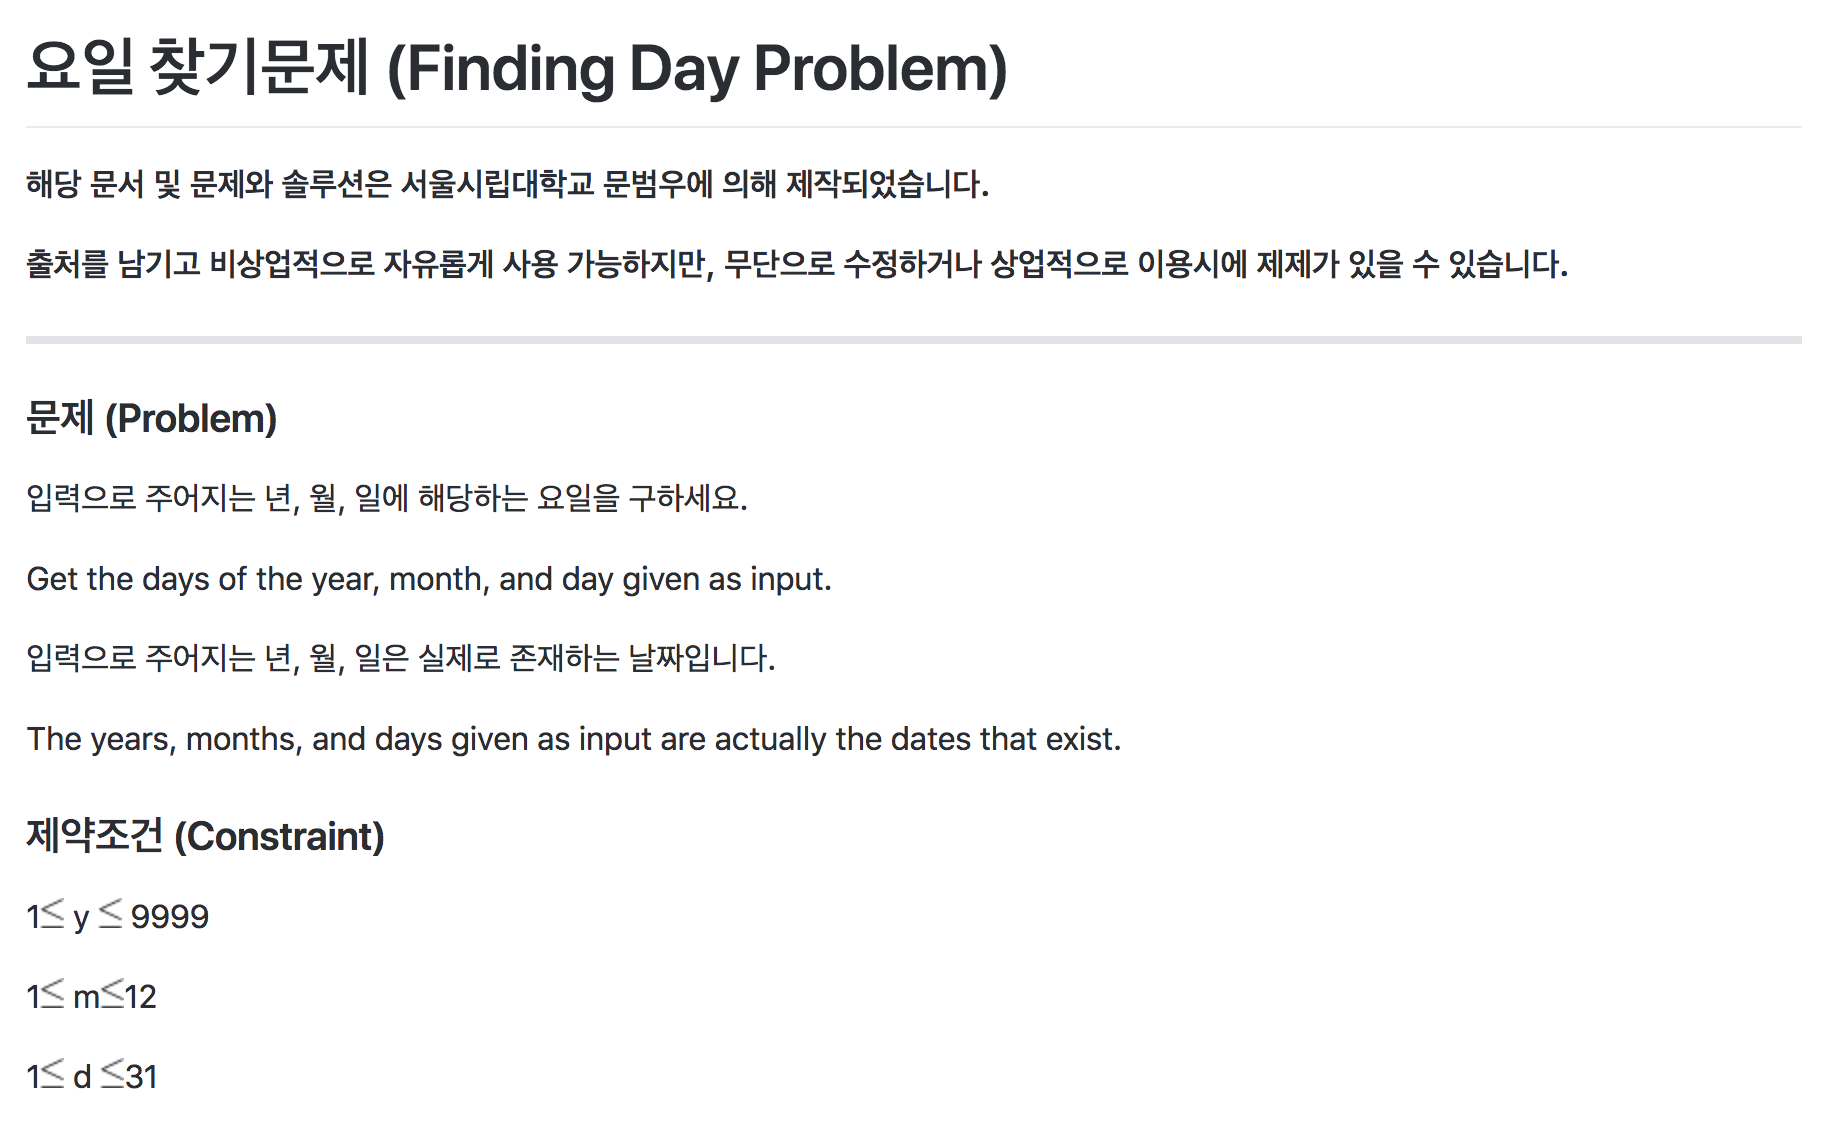 요일 찾기문제 (Finding Day Problem)
해당 문서 및 문제와 솔루션은 서울시립대학교 문범우에 의해 제작되었습니다.
출처를 남기고 비상업적으로 자유롭게 사용 가능하지만, 무단으로 수정하거나 상업적으로 이용시에 제제가 있을 수 있습니다.
문제 (Problem)
입력으로 주어지는 년, 월, 일에 해당하는 요일을 구하세요.
Get the days of the year, month, and day given as input.
입력으로 주어지는 년, 월, 일은 실제로 존재하는 날짜입니다.
The years, months, and days given as input are actually the dates that exist.
제약조건 (Constraint)
1≤ y ≤ 9999
1≤ m≤12
1≤ d ≤31